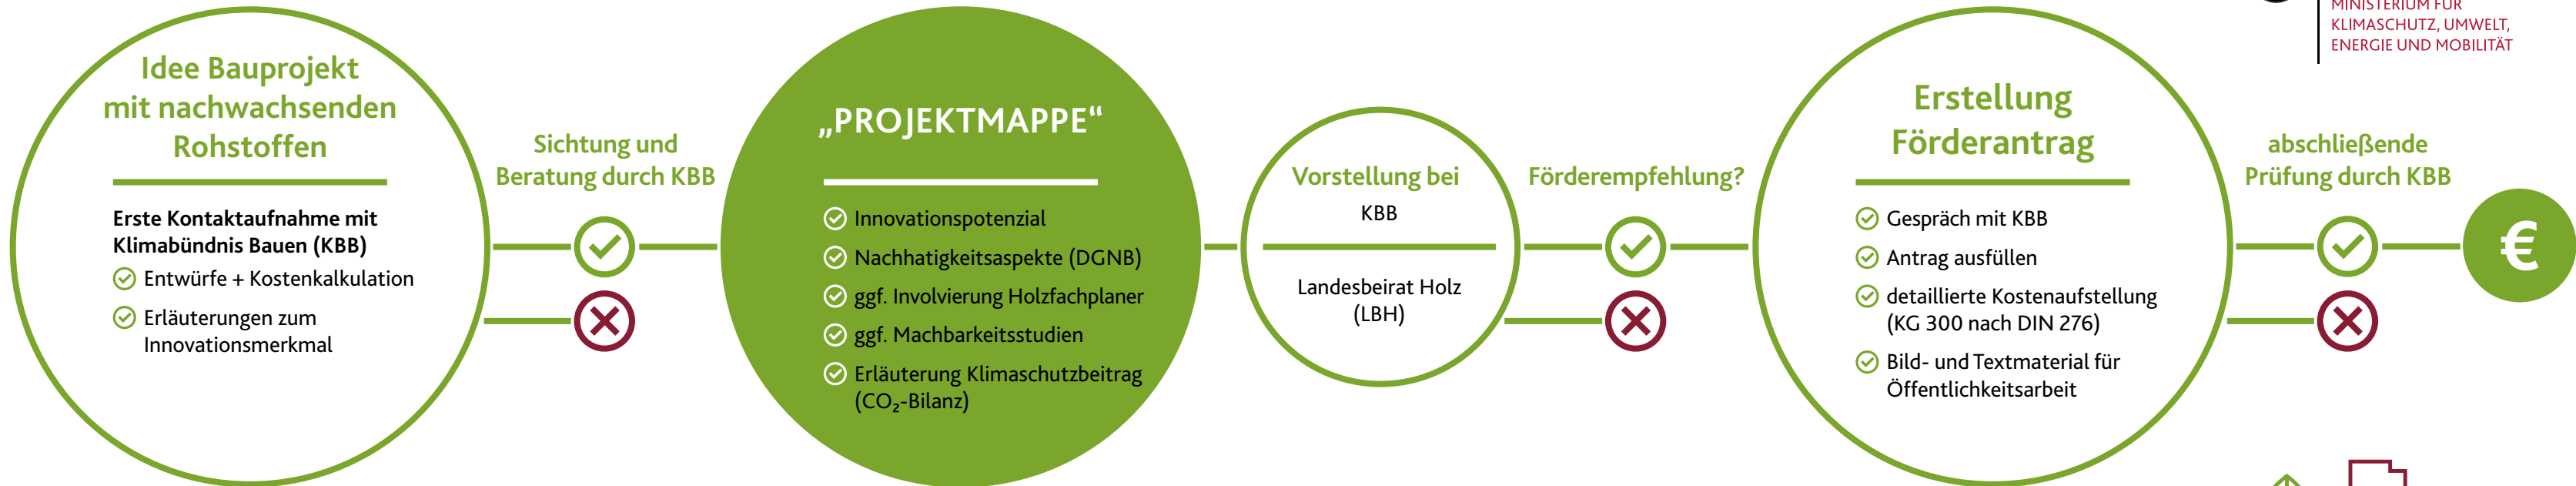 MINISTERIUM FÜR
KLIMASCHUTZ, UMWELT,
ENERGIE UND MOBILITÄT
Idee Bauprojekt
mit nachwachsenden
Rohstoffen
Erste Kontaktaufnahme mit
Klimabündnis Bauen (KBB)
Entwürfe + Kostenkalkulation
Erläuterungen zum
Innovationsmerkmal
Sichtung und
Beratung durch KBB
„PROJEKTMAPPE“
Innovationspotenzial
Nachhatigkeitsaspekte (DGNB)
ggf. Involvierung Holzfachplaner
ggf. Machbarkeitsstudien
Erläuterung Klimaschutzbeitrag
(CO₂-Bilanz)
Vorstellung bei
KBB
Landesbeirat Holz
(LBH)
Förderempfehlung?
Erstellung
Förderantrag
Gespräch mit KBB
Antrag ausfüllen
detaillierte Kostenaufstellung
(KG 300 nach DIN 276)
Bild- und Textmaterial für
Öffentlichkeitsarbeit
abschließende
Prüfung durch KBB
€